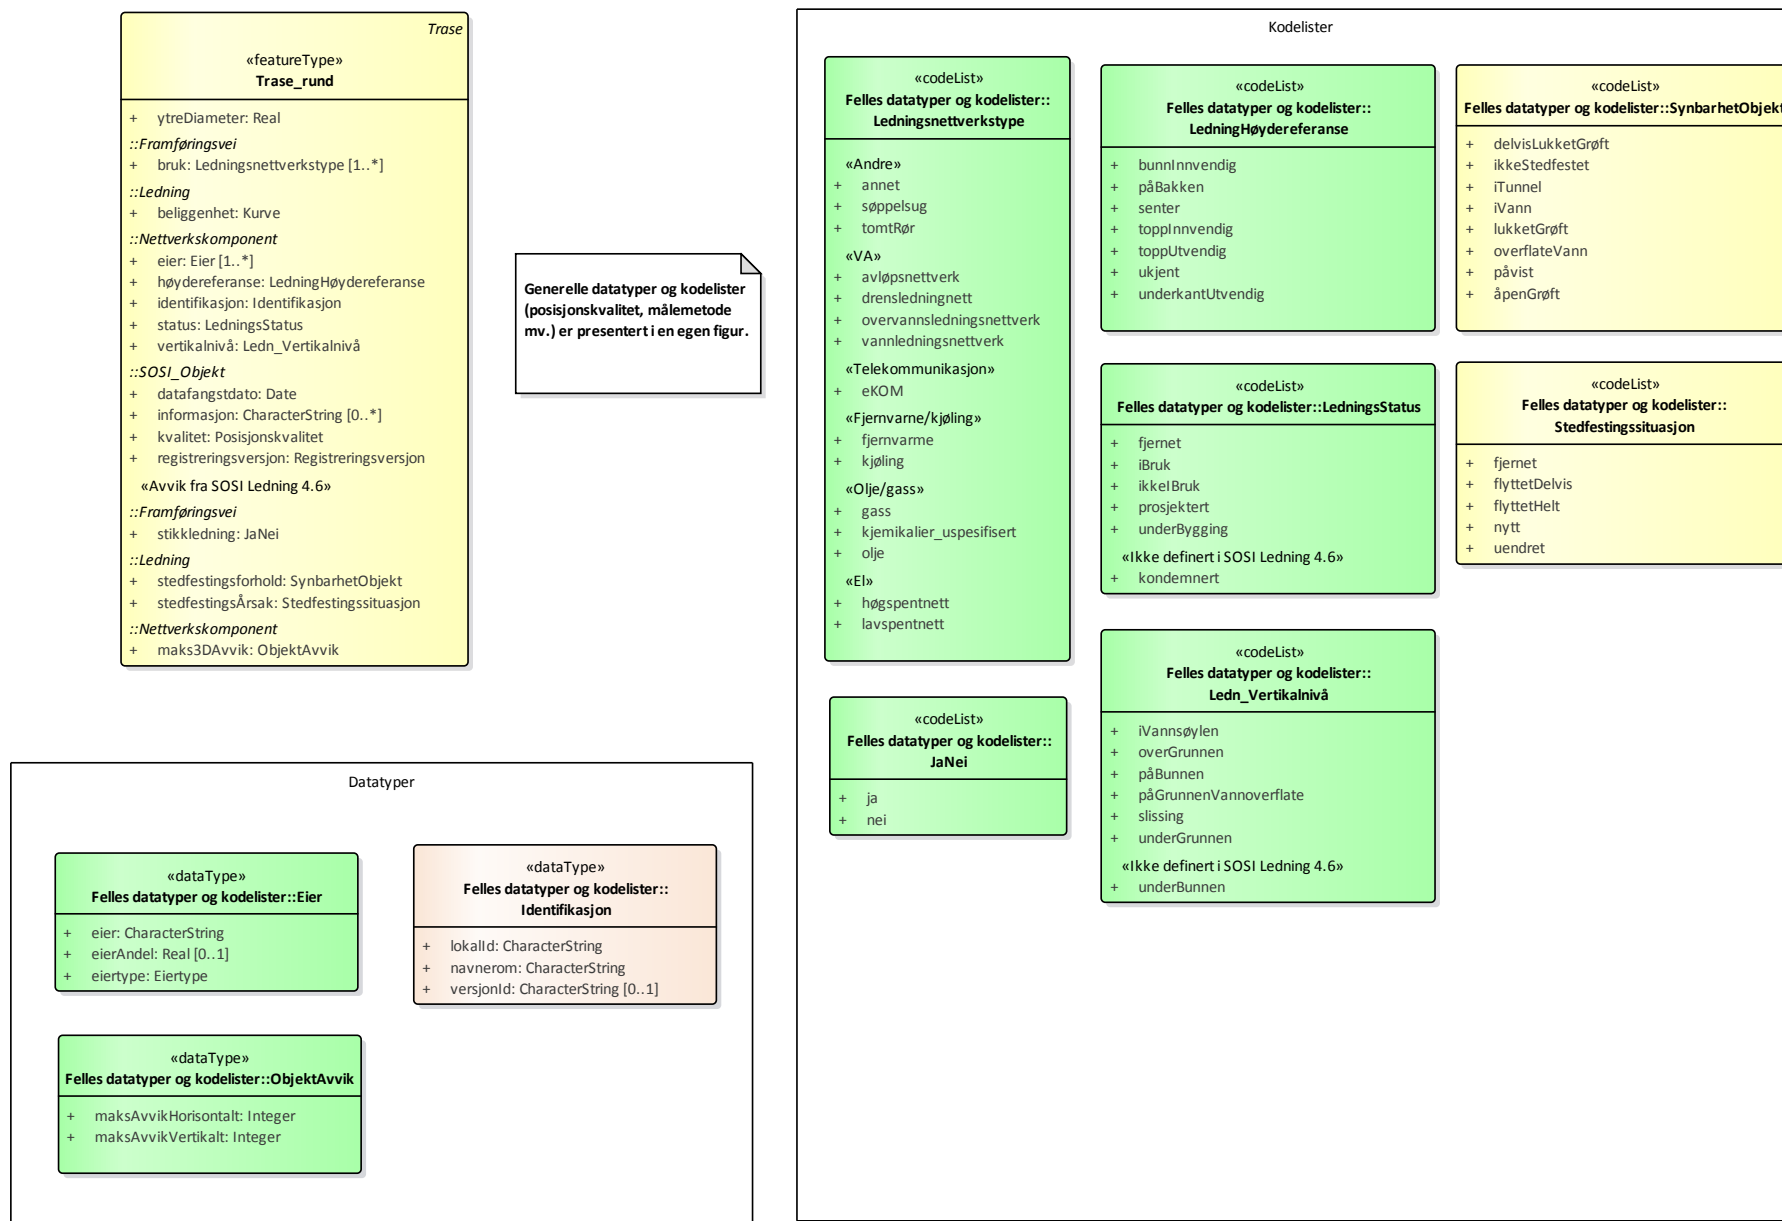 Trase
«featureType»
Trase_rund
+ ytreDiameter: Real
::Framføringsvei
+ bruk: Ledningsnettverkstype [1..*]
::Ledning
+ beliggenhet: Kurve
::Nettverkskomponent
+ eier: Eier [1..*]
+ høydereferanse: LedningHøydereferanse
+ identifikasjon: Identifikasjon
+ status: LedningsStatus
+ vertikalnivå: Ledn_Vertikalnivå
::SOSI_Objekt
+ datafangstdato: Date
+ informasjon: CharacterString [0..*]
+ kvalitet: Posisjonskvalitet
+ registreringsversjon: Registreringsversjon
«Avvik fra SOSI Ledning 4.6»
::Framføringsvei
+ stikkledning: JaNei
::Ledning
+ stedfestingsforhold: SynbarhetObjekt
+ stedfestingsÅrsak: Stedfestingssituasjon
::Nettverkskomponent
+ maks3DAvvik: ObjektAvvik
Generelle datatyper og kodelister
(posisjonskvalitet, målemetode
mv.) er presentert i en egen figur.
Kodelister
«codeList»
Felles datatyper og kodelister::
Ledningsnettverkstype
«Andre»
+ annet
+ søppelsug
+ tomtRør
«VA»
+ avløpsnettverk
+ drensledningnett
+ overvannsledningsnettverk
+ vannledningsnettverk
«Telekommunikasjon»
+ eKOM
«Fjernvarne/kjøling»
+ fjernvarme
+ kjøling
«Olje/gass»
+ gass
+ kjemikalier_uspesifisert
+ olje
«El»
+ høgspentnett
+ lavspentnett
«codeList»
Felles datatyper og kodelister::
LedningHøydereferanse
+ bunnInnvendig
+ påBakken
+ senter
+ toppInnvendig
+ toppUtvendig
+ ukjent
+ underkantUtvendig
«codeList»
Felles datatyper og kodelister::SynbarhetObjekt
+ delvisLukketGrøft
+ ikkeStedfestet
+ iTunnel
+ iVann
+ lukketGrøft
+ overflateVann
+ påvist
+ åpenGrøft
«codeList»
Felles datatyper og kodelister::LedningsStatus
+ fjernet
+ iBruk
+ ikkeIBruk
+ prosjektert
+ underBygging
«Ikke definert i SOSI Ledning 4.6»
+ kondemnert
«codeList»
Felles datatyper og kodelister::
Stedfestingssituasjon
+ fjernet
+ flyttetDelvis
+ flyttetHelt
+ nytt
+ uendret
«codeList»
Felles datatyper og kodelister::
JaNei
+ ja
+ nei
«codeList»
Felles datatyper og kodelister::
Ledn_Vertikalnivå
+ iVannsøylen
+ overGrunnen
+ påBunnen
+ påGrunnenVannoverflate
+ slissing
+ underGrunnen
«Ikke definert i SOSI Ledning 4.6»
+ underBunnen
Datatyper
«dataType»
Felles datatyper og kodelister::Eier
+ eier: CharacterString
+ eierAndel: Real [0..1]
+ eiertype: Eiertype
«dataType»
Felles datatyper og kodelister::
Identifikasjon
+ lokalId: CharacterString
+ navnerom: CharacterString
+ versjonId: CharacterString [0..1]
«dataType»
Felles datatyper og kodelister::ObjektAvvik
+ maksAvvikHorisontalt: Integer
+ maksAvvikVertikalt: Integer